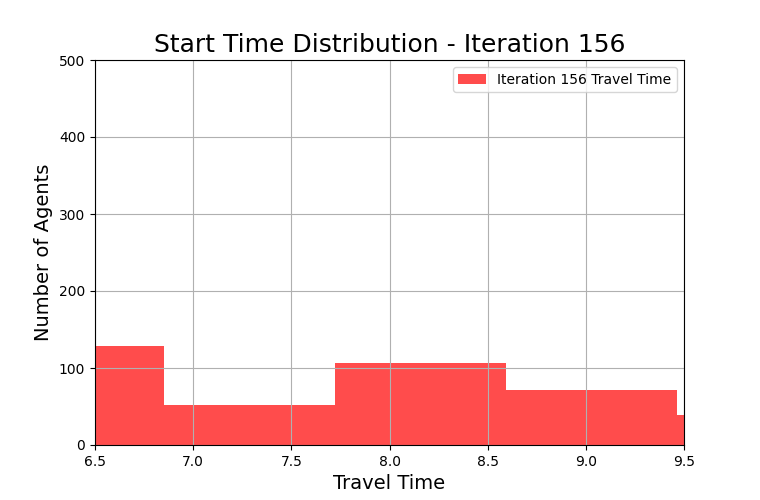 Start Time Distribution - Iteration 156
Iteration 156 Travel Time
Number of Agents
500
400
300
200
100
0
6.5 7.0 7.5 8.0 8.5 9.0 9.5
Travel Time